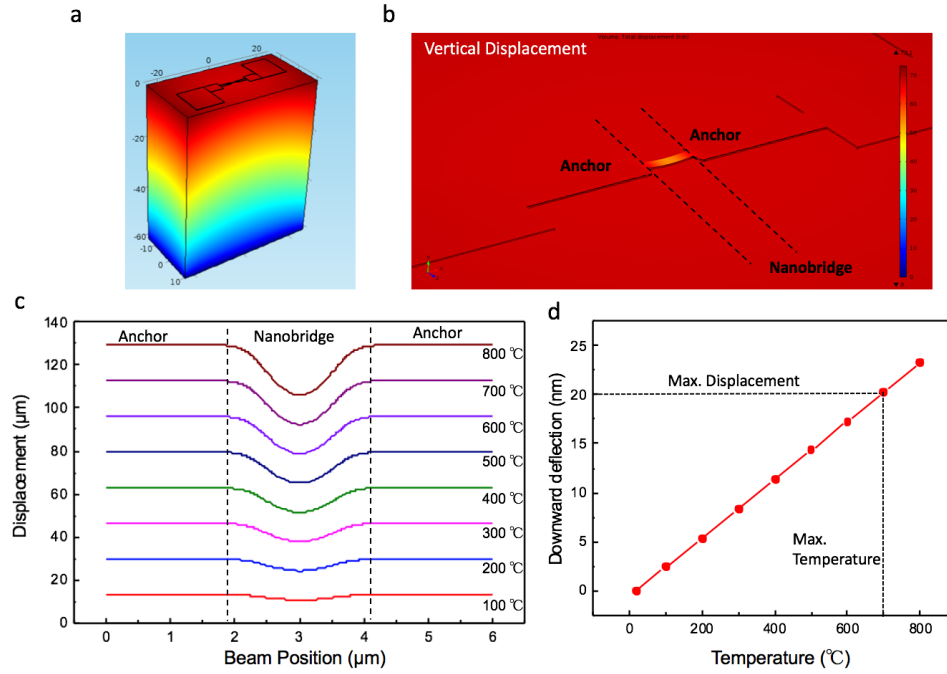 a
20
0
-20
0
-20
-40
-60
-10
0
10
b
Vertical Displacement
Anchor
Anchor
Nanobridge
c
140
120
100
80
60
40
20
0
Displacement (μm)
Anchor
Nanobridge
Anchor
800 ℃
700 ℃
600 ℃
500 ℃
400 ℃
300 ℃
200 ℃
100 ℃
0
1
2
3
4
5
6
Beam Position (μm)
d
25
20
15
10
5
0
Downward deflection (nm)
Max. Displacement
Max.
Temperature
0
200
400
600
800
Temperature (℃)